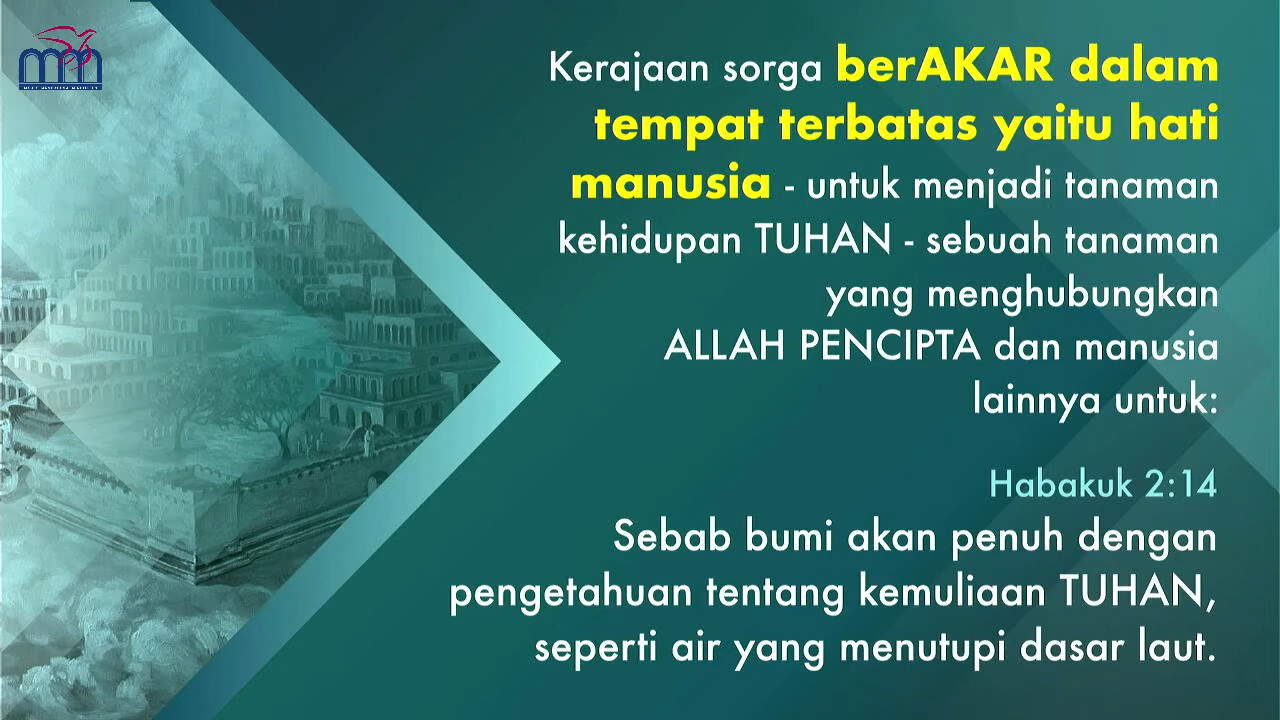 Kerajaan sorga berAKAR dalam
tempat terbatas yaitu hati
manusia - untuk menjadi tanaman
kehidupan TUHAN - sebuah tanaman
yang menghubungkan
ALLAH PENCIPTA dan manusia
lainnya untuk:
Habakuk 2:14
Sebab bumi akan penuh dengan
pengetahuan tentang kemuliaan TUHAN,
seperti air yang menutupi dasar laut.